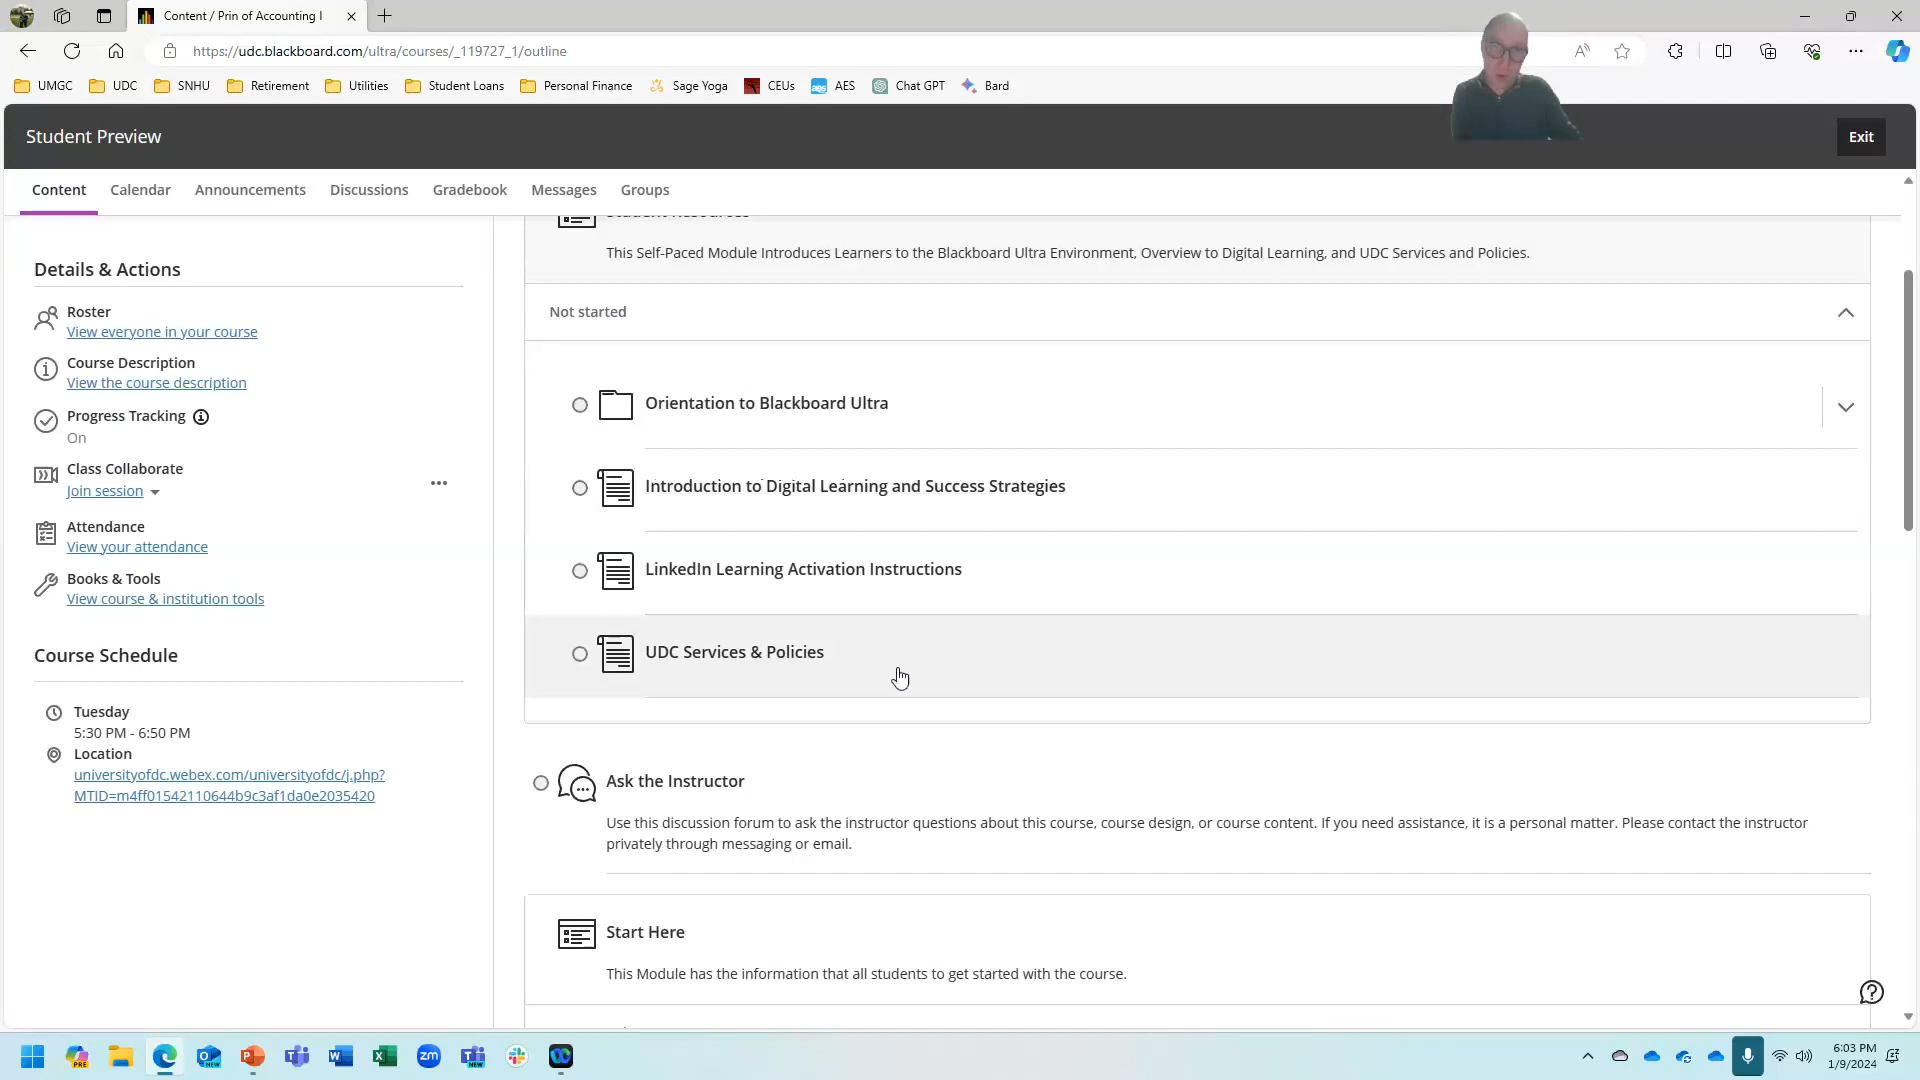 Content / Prin of Accounting I
https://udc.blackboard.com/ultra/courses/_119727_1/outline
UMGC
UDC
SNHU
Retirement
Utilities
Student Loans
Personal Finance
Sage Yoga
CEUs
AES
Chat GPT
Bard
Student Preview
Exit
Content
Calendar
Announcements
Discussions
Gradebook
Messages
Groups
Details & Actions
Roster
View everyone in your course
Course Description
View the course description
Progress Tracking
On
Class Collaborate
Join session
Attendance
View your attendance
Books & Tools
View course & institution tools
Course Schedule
Tuesday
5:30 PM - 6:50 PM
Location
universityofdc.webex.com/universityofdc/j.php?
MTID=m4ff01542110644b9c3af1da0e2035420
Student Resources
This Self-Paced Module Introduces Learners to the Blackboard Ultra Environment, Overview to Digital Learning, and UDC Services and Policies.
Not started
Orientation to Blackboard Ultra
Introduction to Digital Learning and Success Strategies
LinkedIn Learning Activation Instructions
UDC Services & Policies
Ask the Instructor
Use this discussion forum to ask the instructor questions about this course, course design, or course content. If you need assistance, it is a personal matter. Please contact the instructor
privately through messaging or email.
Start Here
This Module has the information that all students to get started with the course.
6:03 PM
1/9/2024